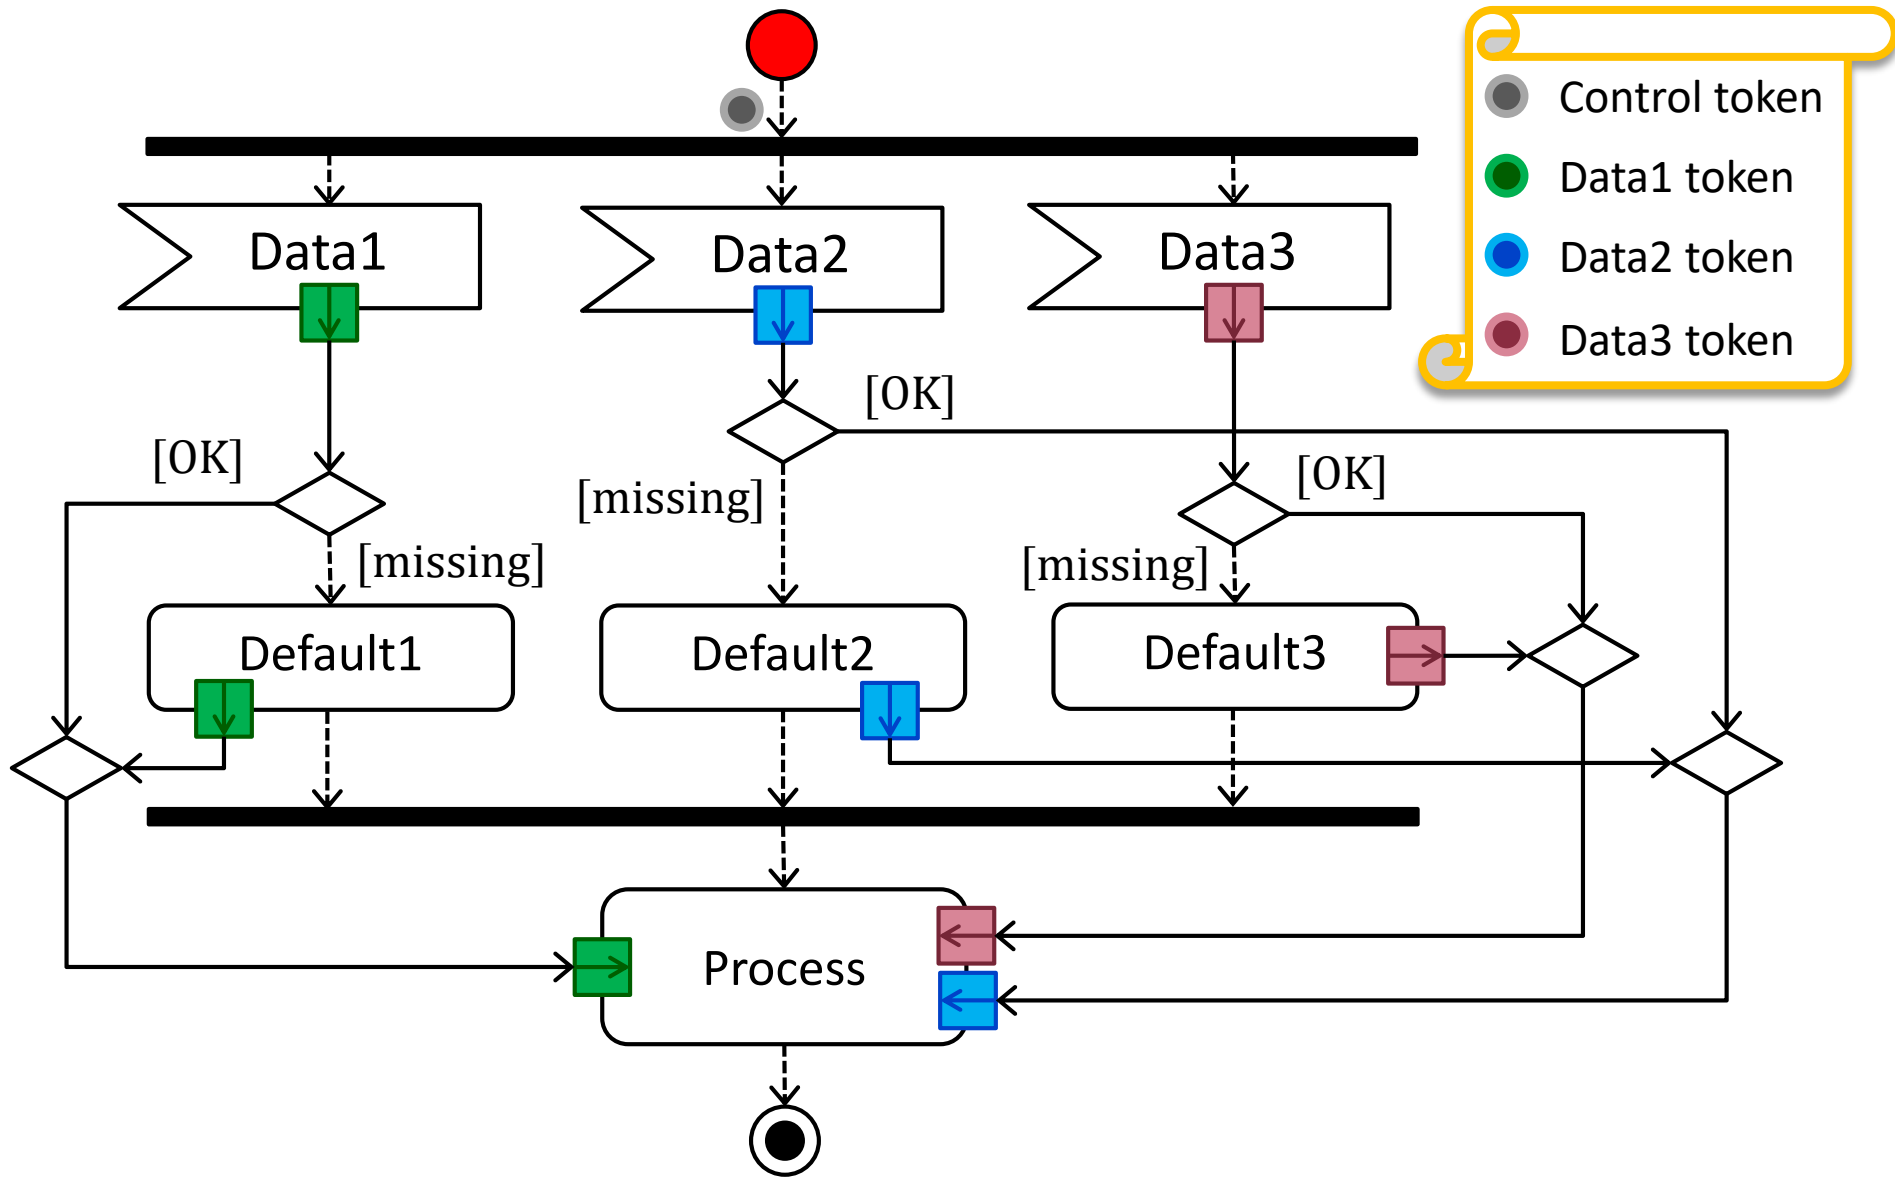 Control token
Data1 token
Data2 token
Data3 token
Data1
Data2
Data3
[OK]
[OK]
[OK]
[missing]
[missing]
[missing]
Default1
Default2
Default3
Process